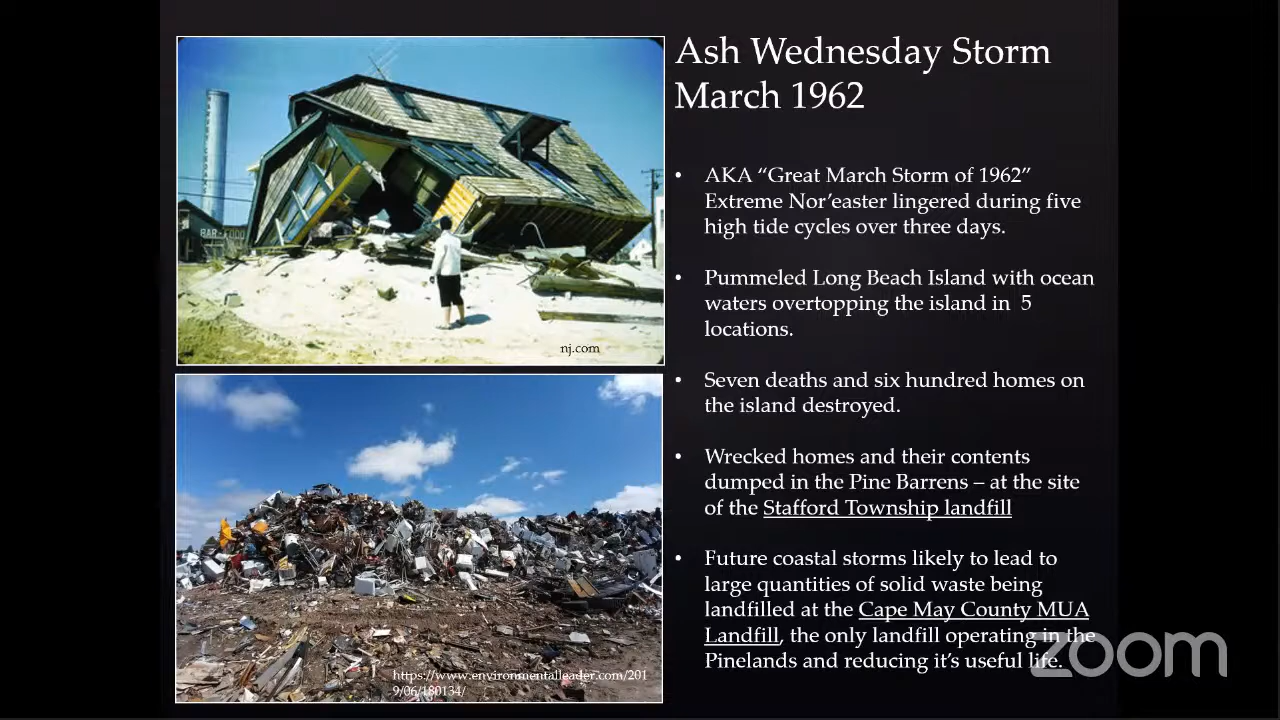 Ash Wednesday Storm
March 1962
BAR-FOOD
nj.com
• AKA “Great March Storm of 1962”
Extreme Nor’easter lingered during five
high tide cycles over three days.
• Pummeled Long Beach Island with ocean
waters overtopping the island in 5
locations.
• Seven deaths and six hundred homes on
the island destroyed.
• Wrecked homes and their contents
dumped in the Pine Barrens – at the site
of the Stafford Township landfill
• Future coastal storms likely to lead to
large quantities of solid waste being
landfilled at the Cape May County MUA
Landfill, the only landfill operating in the
Pinelands and reducing it’s useful life.
https://www.environmentalleader.com/201
9/06/180134/
zoom